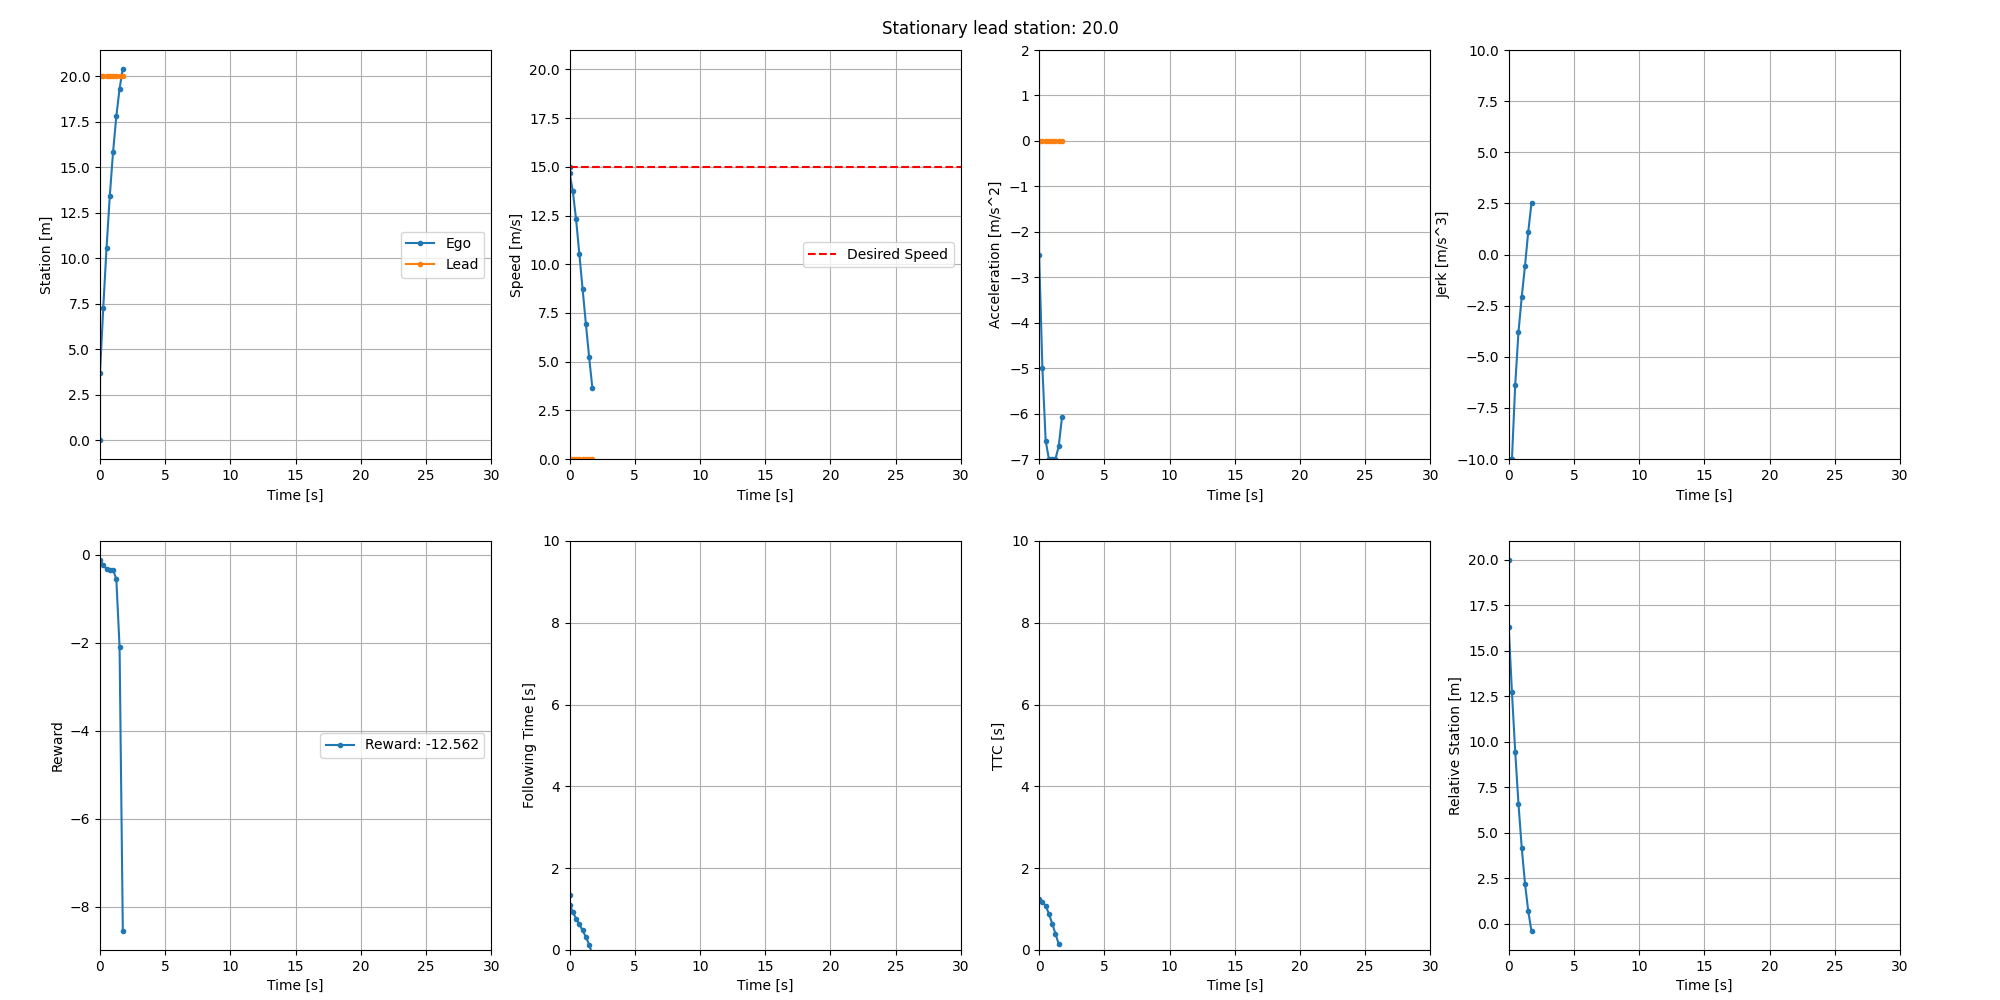 Stationary lead station: 20.0
Station [m]
20.0
17.5
15.0
12.5
10.0
7.5
5.0
2.5
0.0
Ego
Lead
0 5 10 15 20 25 30
Time [s]
Speed [m/s]
20.0
17.5
15.0
12.5
10.0
7.5
5.0
2.5
0.0
Desired Speed
0 5 10 15 20 25 30
Time [s]
Acceleration [m/s^2]
2
1
0
−1
−2
−3
−4
−5
−6
−7
0 5 10 15 20 25 30
Time [s]
Jerk [m/s^3]
10.0
7.5
5.0
2.5
0.0
−2.5
−5.0
−7.5
−10.0
0 5 10 15 20 25 30
Time [s]
Reward
0
−2
−4
−6
−8
Reward: -12.562
0 5 10 15 20 25 30
Time [s]
Following Time [s]
10
8
6
4
2
0
0 5 10 15 20 25 30
Time [s]
TTC [s]
10
8
6
4
2
0
0 5 10 15 20 25 30
Time [s]
Relative Station [m]
20.0
17.5
15.0
12.5
10.0
7.5
5.0
2.5
0.0
0 5 10 15 20 25 30
Time [s]